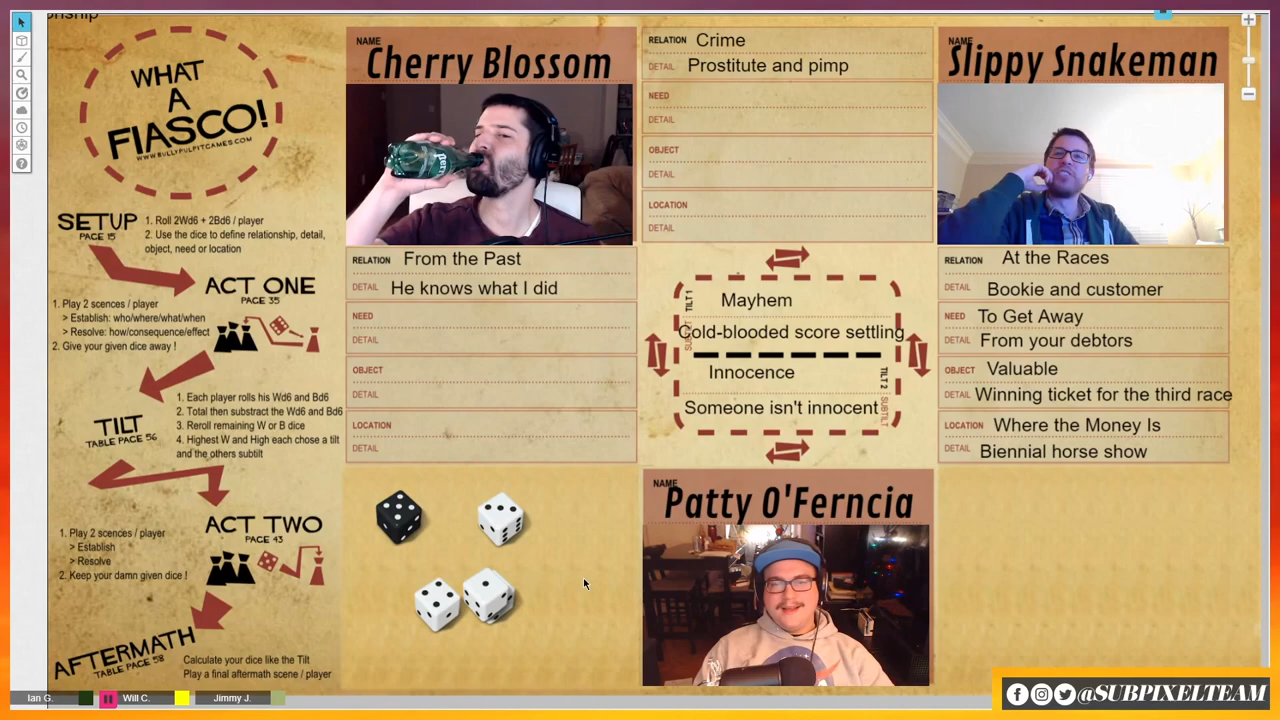 onship
WHAT
A
FIASCO!
WWW.BULLYPULPITGAMES.COM
SETUP
PAGE 15
1. Roll 2Wd6 + 2Bd6 / player
2. Use the dice to define relationship, detail,
object, need or location
ACT ONE
PAGE 35
1. Play 2 scences / player
> Establish: who/where/what/when
> Resolve: how/consequence/effect
2. Give your given dice away !
TILT
TABLE PAGE 56
1. Each player rolls his Wd6 and Bd6
2. Total then substract the Wd6 and Bd6
3. Reroll remaining W or B dice
4. Highest W and High each chose a tilt
and the others subtilt
ACT TWO
PAGE 43
1. Play 2 scences / player
> Establish
> Resolve
2. Keep your damn given dice !
AFTERMATH
TABLE PAGE 58
Calculate your dice like the Tilt
Play a final aftermath scene / player
NAME
Cherry Blossom
RELATION Crime
DETAIL Prostitute and pimp
NEED
DETAIL
OBJECT
DETAIL
LOCATION
DETAIL
NAME
Slippy Snakeman
RELATION From the Past
DETAIL He knows what I did
NEED
DETAIL
OBJECT
DETAIL
LOCATION
DETAIL
TILT 1
Mayhem
Cold-blooded score settling
Innocence
TILT 2
Someone isn't innocent
SUBTILT
RELATION At the Races
DETAIL Bookie and customer
NEED To Get Away
DETAIL From your debtors
OBJECT Valuable
DETAIL Winning ticket for the third race
LOCATION Where the Money Is
DETAIL Biennial horse show
NAME
Patty O'Ferncia
Ian G.
Will C.
Jimmy J.
@SUBPIXELTEAM